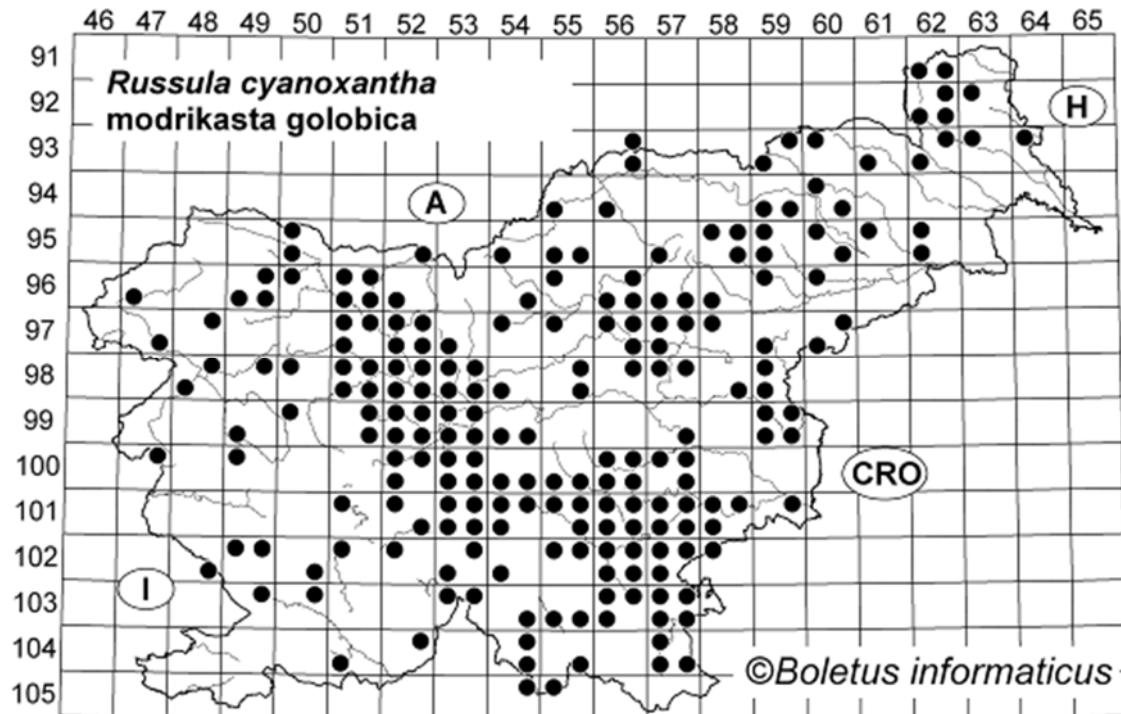 46 47 48 49 50 51 52 53 54 55 56 57 58 59 60 61 62 63 64 65
91
Russula cyanoxantha
92
H
modrikasta golobica
93
94
A
95
96
97
98
99
100
CRO
101
102
I
103
104
©Boletus informaticus
105